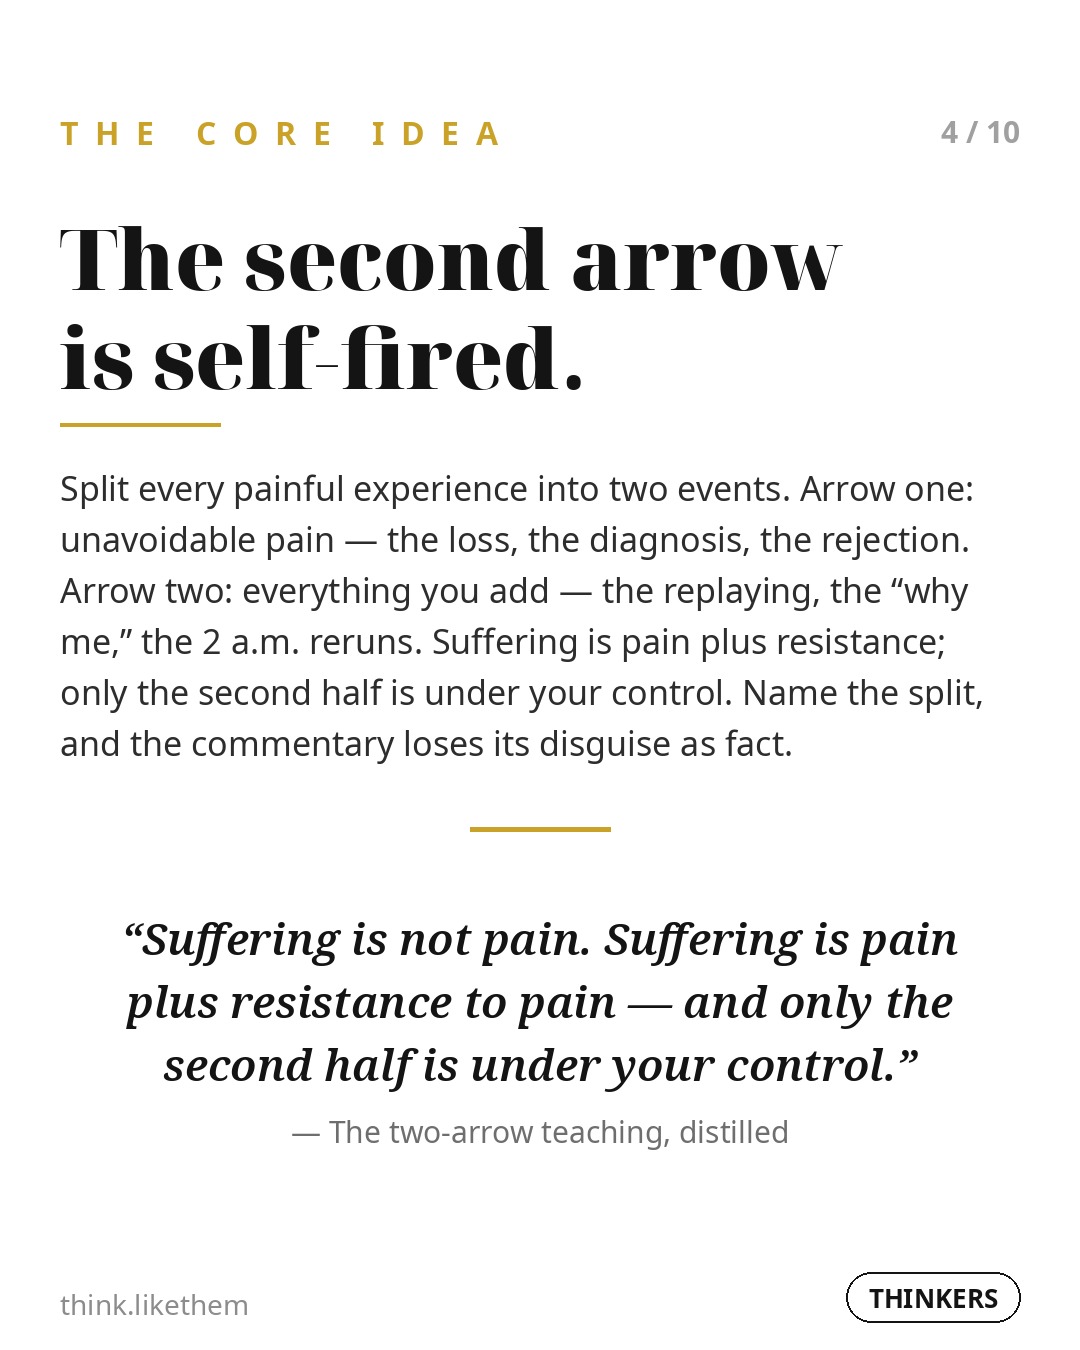 THE CORE IDEA
4 / 10
The second arrow
is self-fired.
Split every painful experience into two events. Arrow one:
unavoidable pain — the loss, the diagnosis, the rejection.
Arrow two: everything you add — the replaying, the “why
me,” the 2 a.m. reruns. Suffering is pain plus resistance;
only the second half is under your control. Name the split,
and the commentary loses its disguise as fact.
“Suffering is not pain. Suffering is pain
plus resistance to pain — and only the
second half is under your control.”
— The two-arrow teaching, distilled
think.likethem
THINKERS